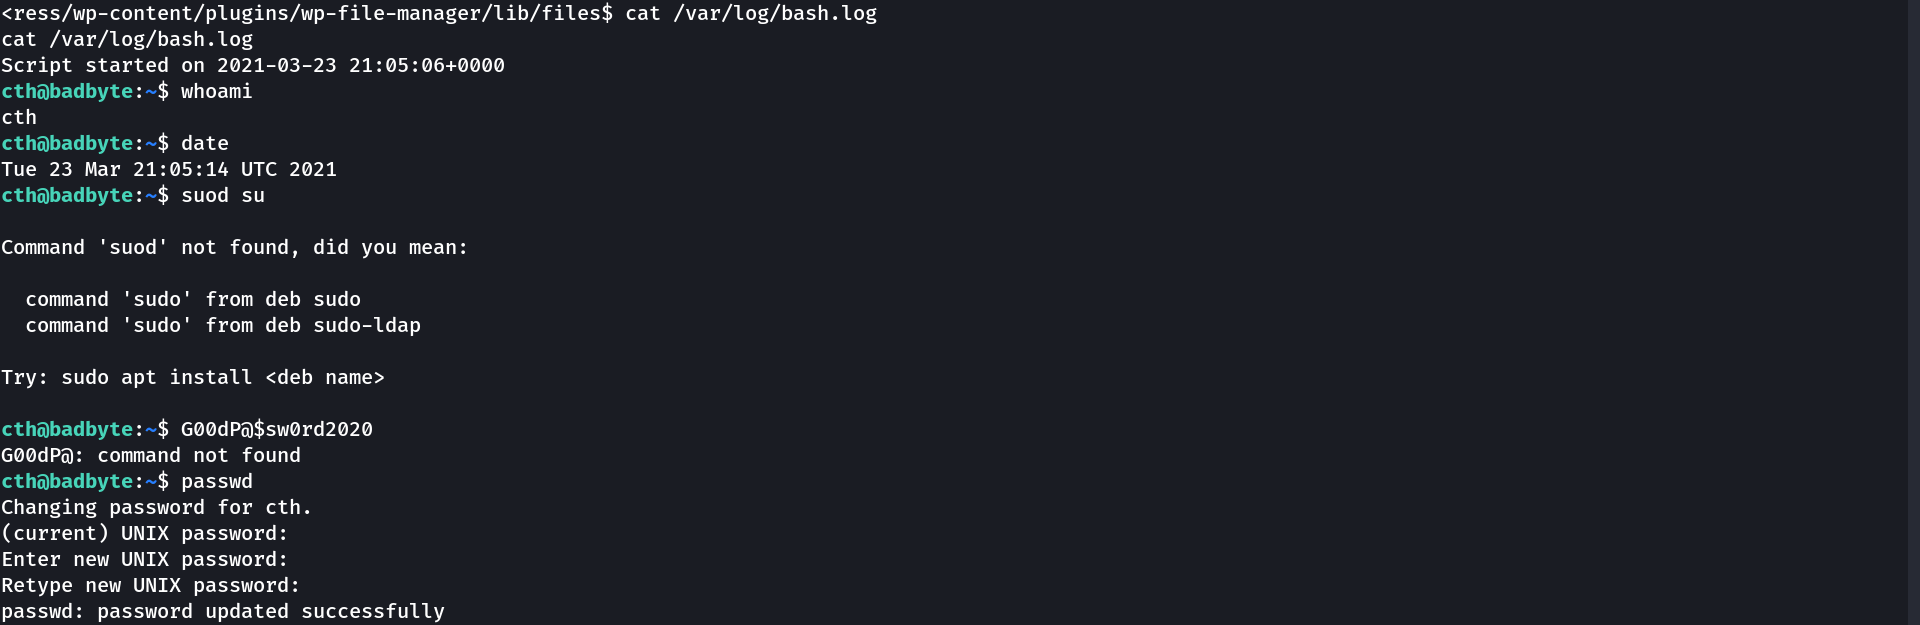 <ress/wp-content/plugins/wp-file-manager/lib/files$ cat /var/log/bash.log
cat /var/log/bash.log
Script started on 2021-03-23 21:05:06+0000
cth@badbyte:~$ whoami
cth
cth@badbyte:~$ date
Tue 23 Mar 21:05:14 UTC 2021
cth@badbyte:~$ suod su
Command 'suod' not found, did you mean:
  command 'sudo' from deb sudo
  command 'sudo' from deb sudo-ldap
Try: sudo apt install <deb name>
cth@badbyte:~$ G00dP@$sw0rd2020
G00dP@: command not found
cth@badbyte:~$ passwd
Changing password for cth.
(current) UNIX password:
Enter new UNIX password:
Retype new UNIX password:
passwd: password updated successfully